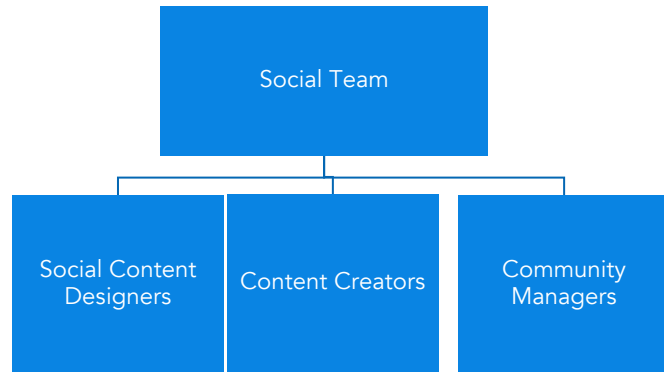 Social Team
Social Content
Designers
Content Creators
Community
Managers